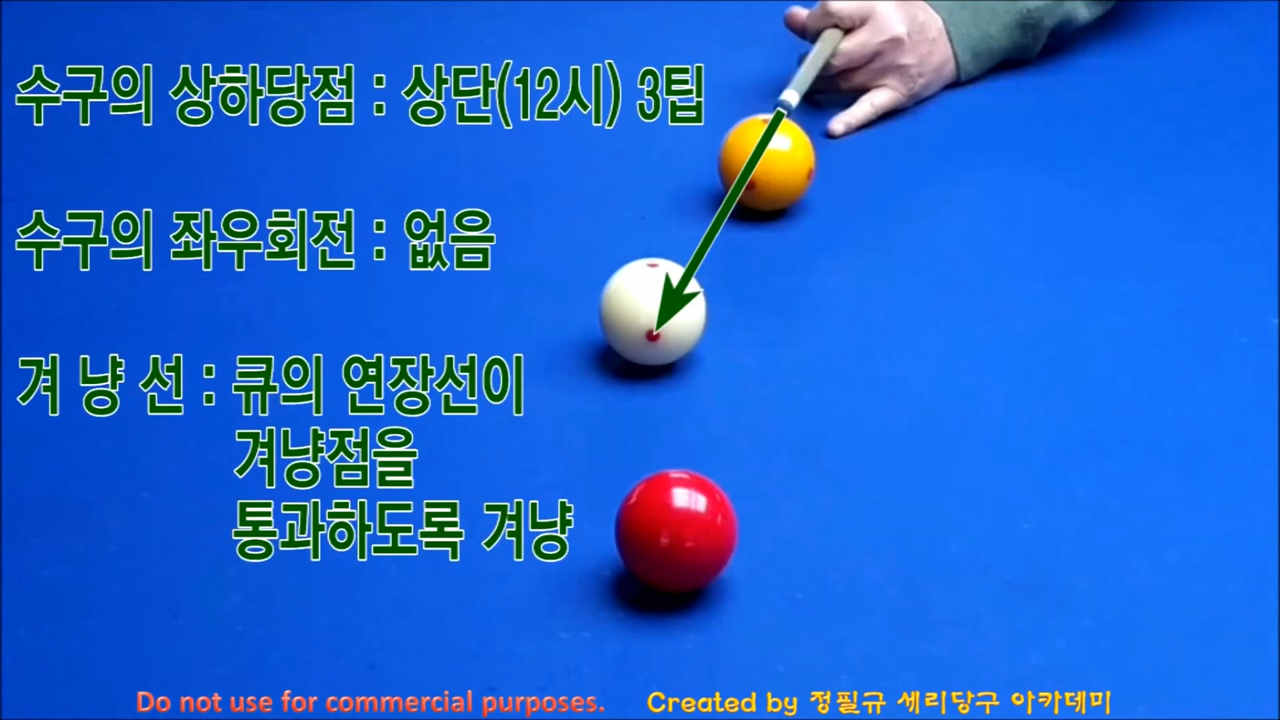 수구의 상하당점 : 상단(12시) 3팁
수구의 좌우회전 : 없음
겨 냥 선 : 큐의 연장선이
겨냥점을
통과하도록 겨냥
Do not use for commercial purposes. Created by 정필규 세리당구 아카데미